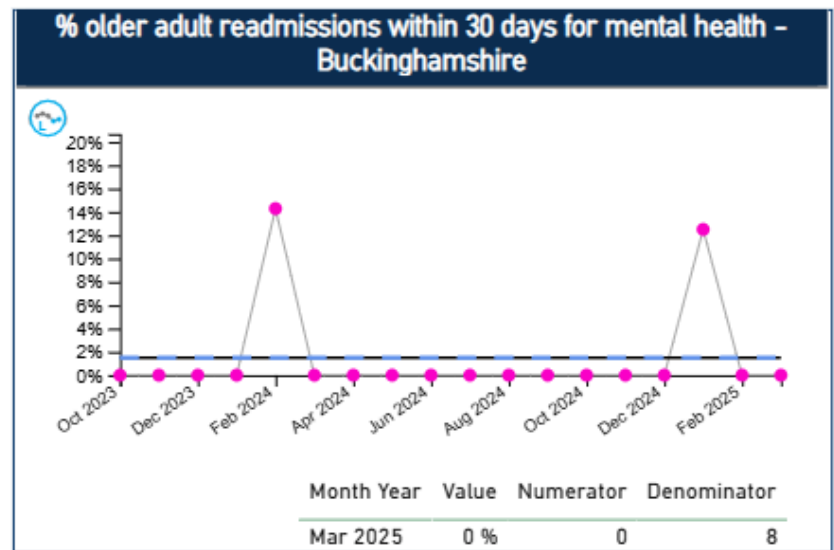 % older adult readmissions within 30 days for mental health –
Buckinghamshire
L
20%
18%
16%
14%
12%
10%
8%
6%
4%
2%
0%
Oct 2023
Dec 2023
Feb 2024
Apr 2024
Jun 2024
Aug 2024
Oct 2024
Dec 2024
Feb 2025
Month Year Value Numerator Denominator
Mar 2025 0 % 0 8